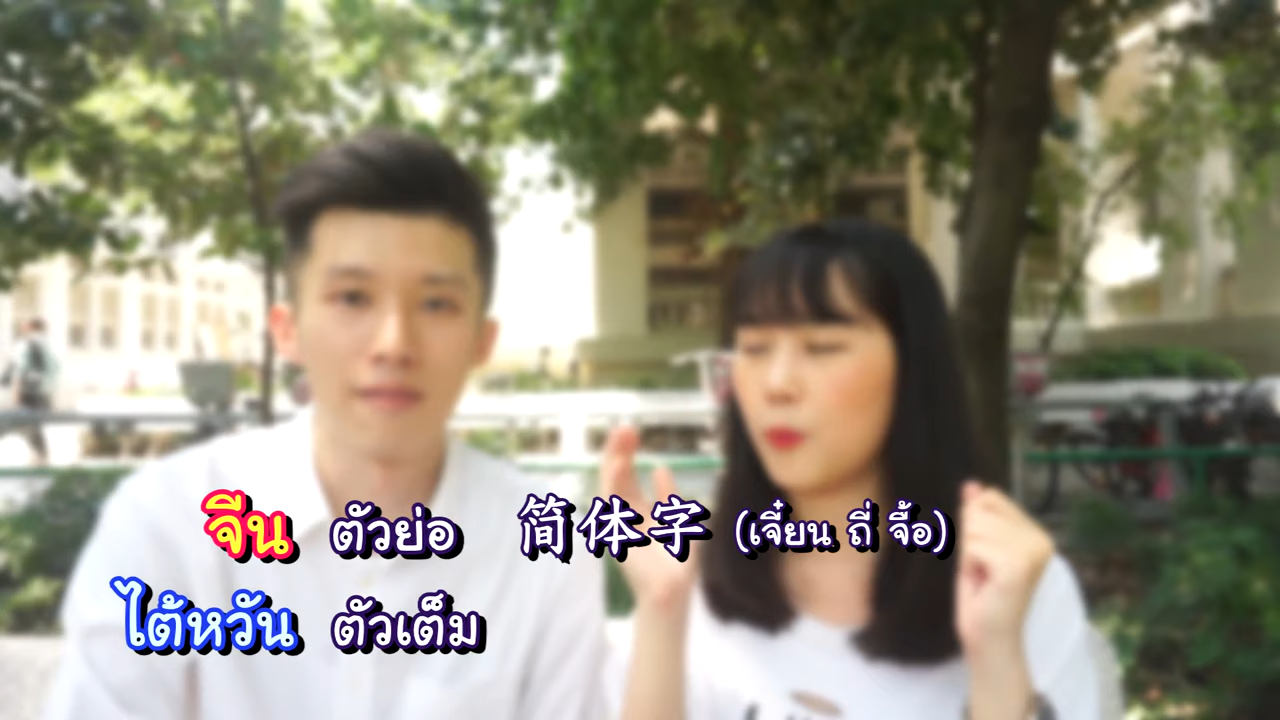 จีน ตัวย่อ 简体字 (เจี่ยน ถี่ จื้อ)
ไต้หวัน ตัวเต็ม